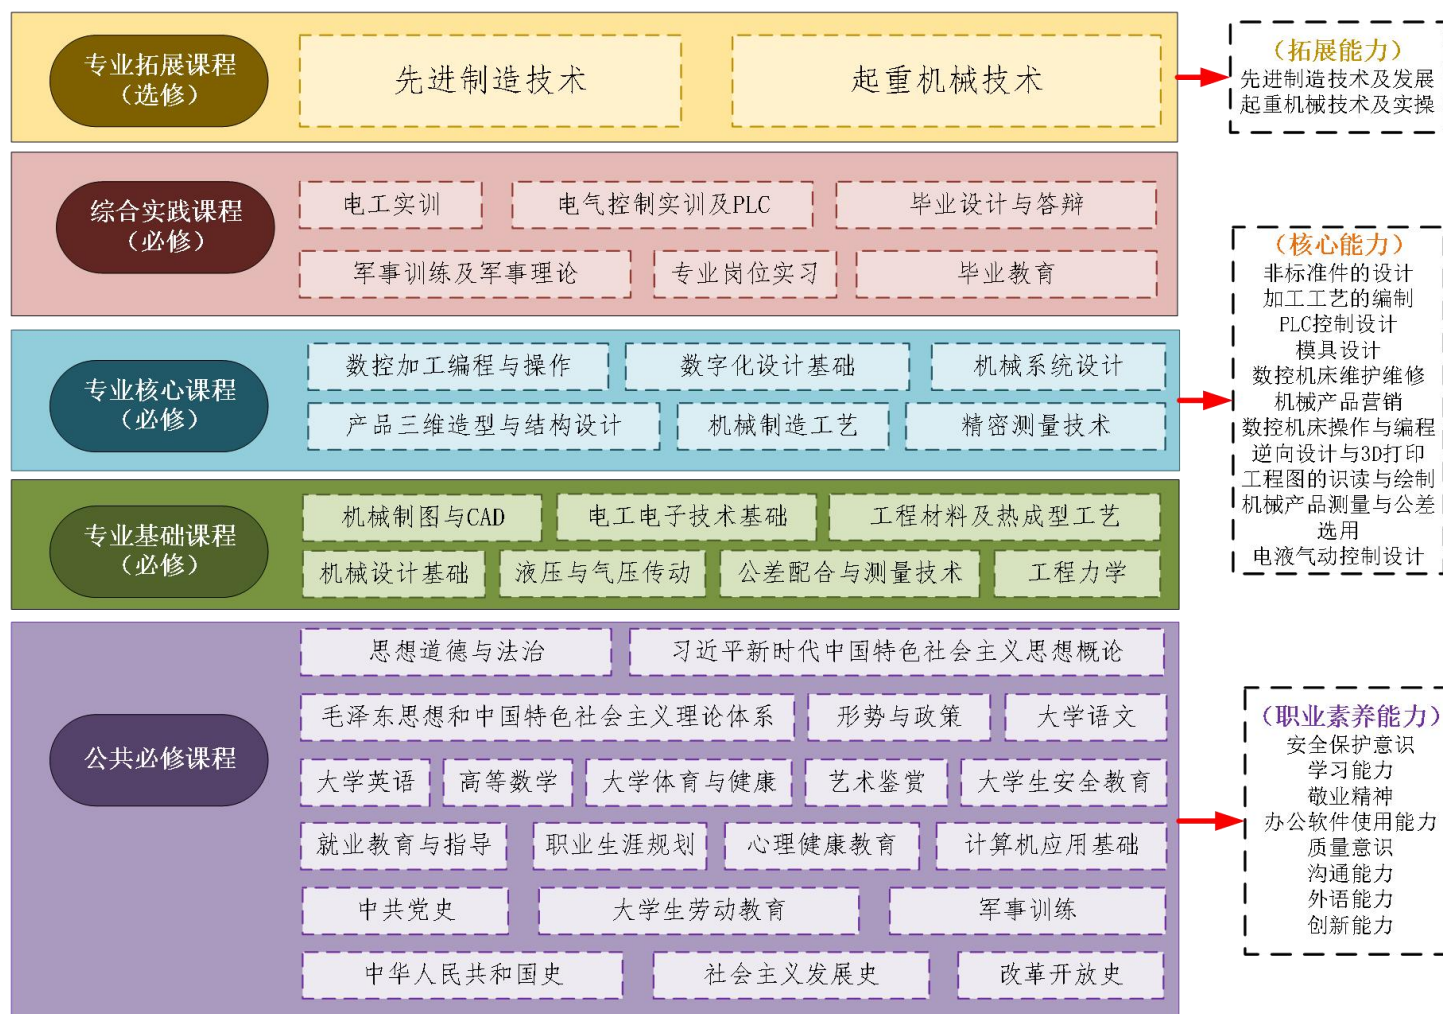 专业拓展课程
（选修）
先进制造技术
起重机械技术
（拓展能力）
先进制造技术及发展
起重机械技术及实操
综合实践课程
（必修）
电工实训
电气控制实训及PLC
毕业设计与答辩
军事训练及军事理论
专业岗位实习
毕业教育
专业核心课程
（必修）
数控加工编程与操作
数字化设计基础
机械系统设计
产品三维造型与结构设计
机械制造工艺
精密测量技术
专业基础课程
（必修）
机械制图与CAD
电工电子技术基础
工程材料及热成型工艺
机械设计基础
液压与气压传动
公差配合与测量技术
工程力学
（核心能力）
非标准件的设计
加工工艺的编制
PLC控制设计
模具设计
数控机床维护维修
机械产品营销
数控机床操作与编程
逆向设计与3D打印
工程图的识读与绘制
机械产品测量与公差
选用
电液气动控制设计
公共必修课程
思想道德与法治
习近平新时代中国特色社会主义思想概论
毛泽东思想和中国特色社会主义理论体系
形势与政策
大学语文
大学英语
高等数学
大学体育与健康
艺术鉴赏
大学生安全教育
就业教育与指导
职业生涯规划
心理健康教育
计算机应用基础
中共党史
大学生劳动教育
军事训练
中华人民共和国史
社会主义发展史
改革开放史
（职业素养能力）
安全保护意识
学习能力
敬业精神
办公软件使用能力
质量意识
沟通能力
外语能力
创新能力